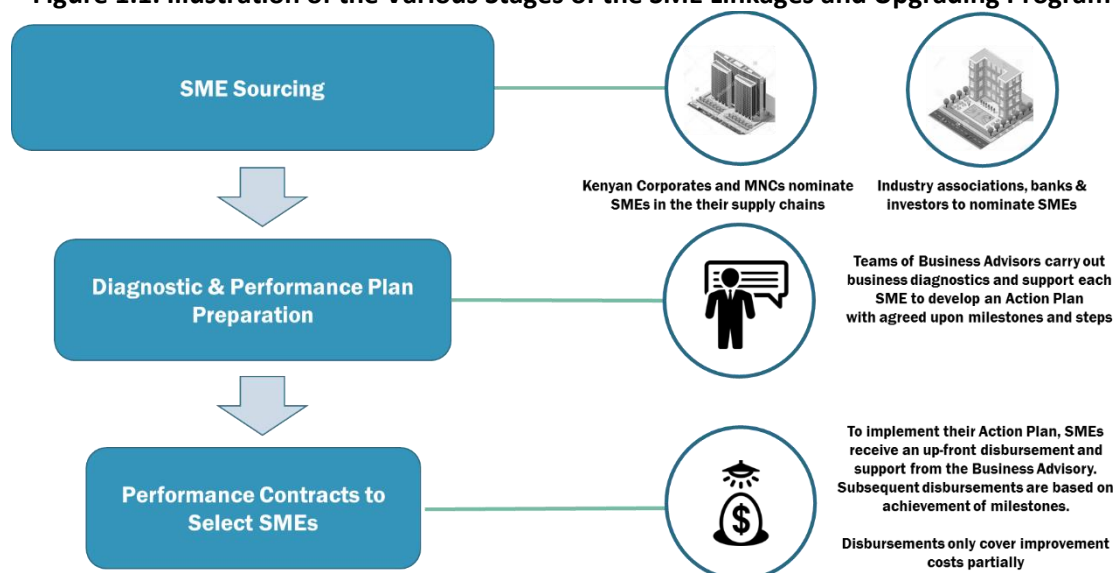 Figure 1.1: Illustration of the Various Stages of the SME Linkages and Upgrading Program
SME Sourcing
Kenyan Corporates and MNCs nominate
SMEs in the their supply chains
Industry associations, banks &
investors to nominate SMEs
Diagnostic & Performance Plan
Preparation
Teams of Business Advisors carry out
business diagnostics and support each
SME to develop an Action Plan
with agreed upon milestones and steps
Performance Contracts to
Select SMEs
$
To implement their Action Plan, SMEs
receive an up-front disbursement and
support from the Business Advisory.
Subsequent disbursements are based on
achievement of milestones.
Disbursements only cover improvement
costs partially